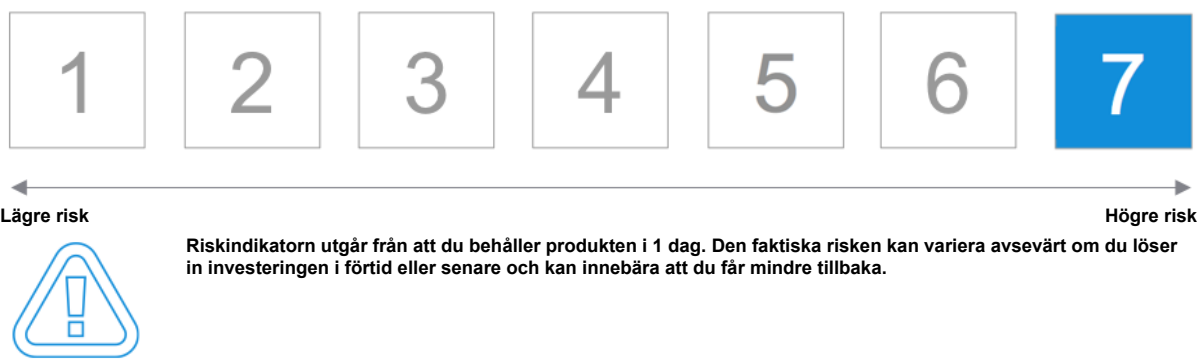 1 2 3 4 5 6 7
Lägre risk Högre risk
Riskindikatorn utgår från att du behåller produkten i 1 dag. Den faktiska risken kan variera avsevärt om du löser
in investeringen i förtid eller senare och kan innebära att du får mindre tillbaka.